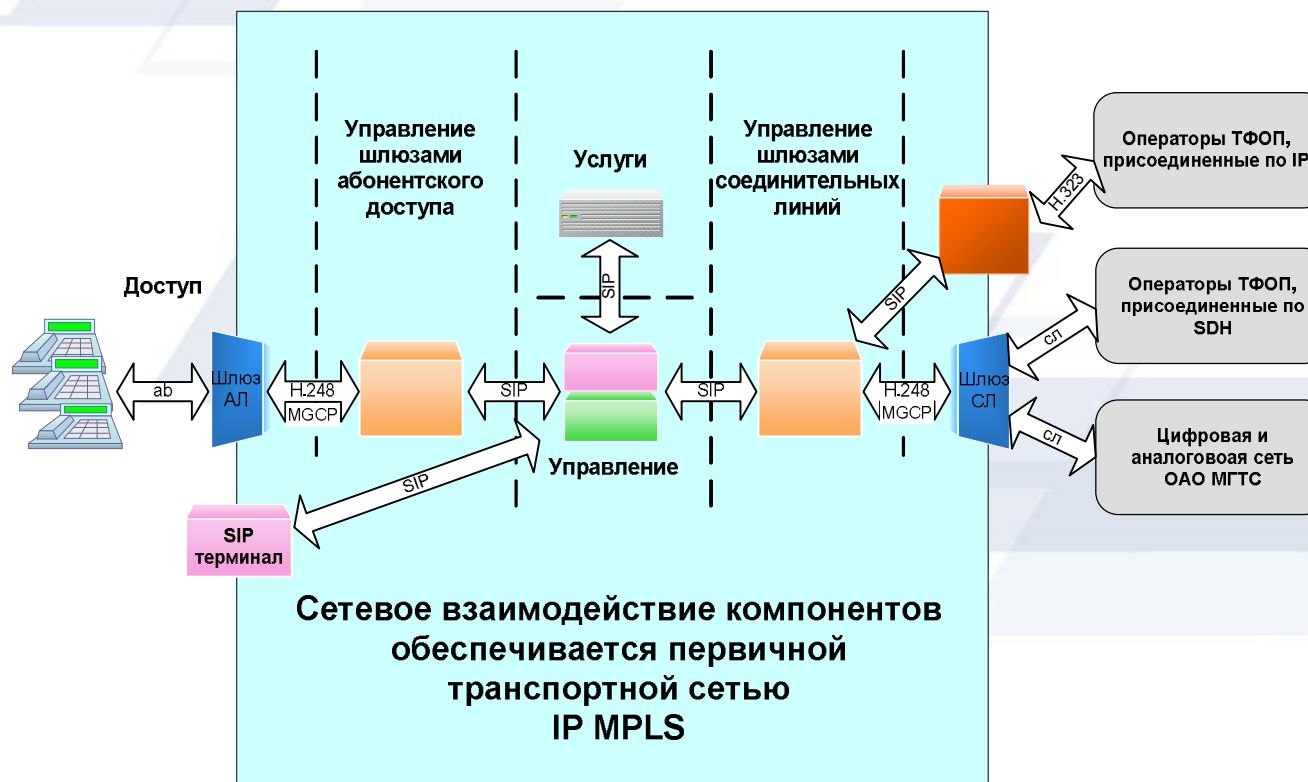 Управление
шлюзами
абонентского
доступа
Услуги
Управление
шлюзами
соединительных
линий
Операторы ТФОП,
присоединенные по IP
H.323
SIP
SIP
Операторы ТФОП,
присоединенные по
SDH
Доступ
сл
ab
Шлюз
АЛ
H.248
MGCP
SIP
SIP
H.248
MGCP
Шлюз
СЛ
сл
Цифровая и
аналоговоая сеть
ОАО МГТС
Управление
SIP
SIP
терминал
Сетевое взаимодействие компонентов
обеспечивается первичной
транспортной сетью
IP MPLS